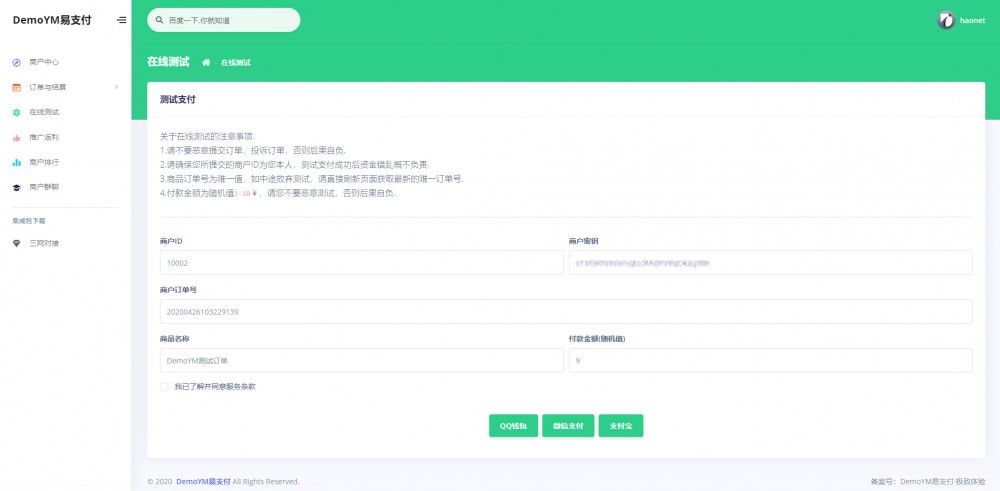 DemoYM易支付
百度一下,你就知道
haonet
商户中心
订单与结算
在线测试
推广返利
商户排行
商户群聊
集成包下载
三网对接
在线测试
- 在线测试
测试支付
关于在线测试的注意事项:
1.请不要恶意提交订单，投诉订单，否则后果自负.
2.请确保您所提交的商户ID为您本人，测试支付成功后资金错乱概不负责.
3.商品订单号为唯一值，如中途放弃测试，请直接刷新页面获取最新的唯一订单号.
4.付款金额为随机值1-10￥，请您不要恶意测试，否则后果自负.
商户ID
商户密钥
10002
商户订单号
20200426103229139
商品名称
付款金额(随机值)
DemoYM测试订单
9
我已了解并同意服务条款
QQ钱包
微信支付
支付宝
© 2020 DemoYM易支付 All Rights Reserved.
备案号：DemoYM易支付·极致体验